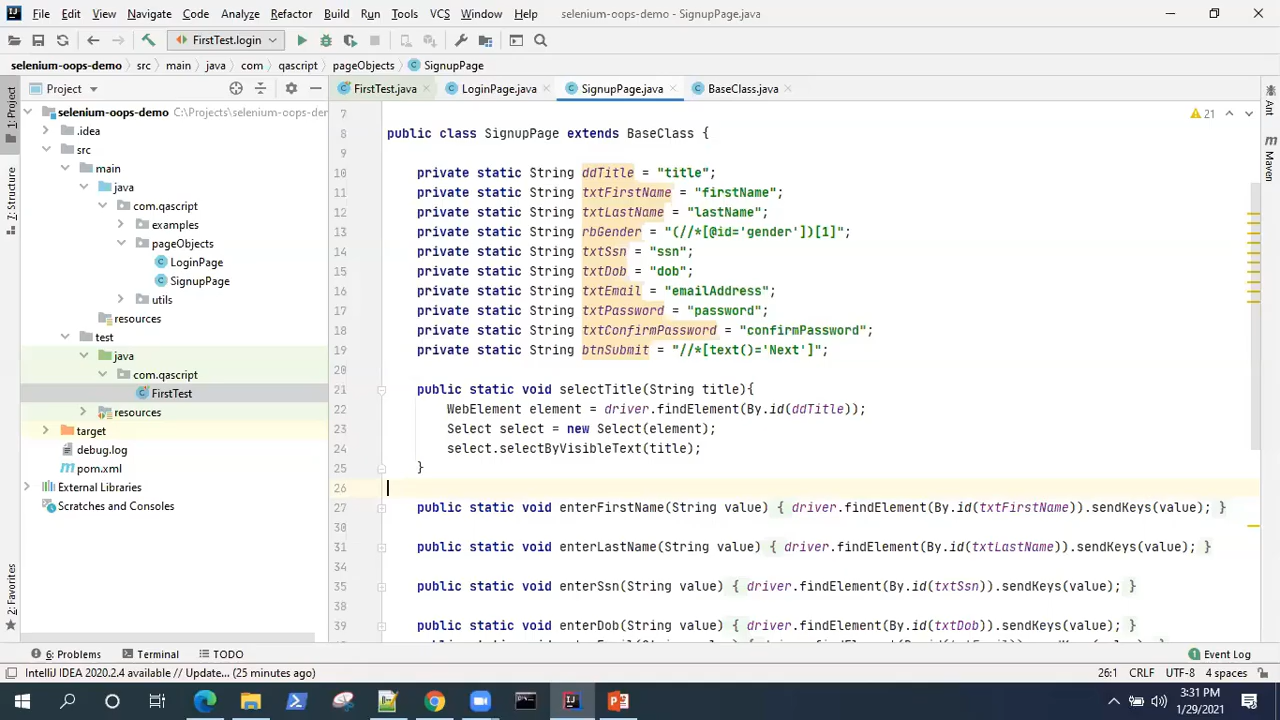 File Edit View Navigate Code Analyze Refactor Build Run Tools VCS Window Help selenium-oops-demo - SignupPage.java
FirstTest.login
selenium-oops-demo src main java com qascript pageObjects SignupPage
Project
FirstTest.java LoginPage.java SignupPage.java BaseClass.java
1: Project
7: Structure
2: Favorites
Ant
Maven
selenium-oops-demo C:\Projects\selenium-oops-de
.idea
src
main
java
com.qascript
examples
pageObjects
LoginPage
SignupPage
utils
resources
test
java
com.qascript
FirstTest
resources
target
debug.log
pom.xml
External Libraries
Scratches and Consoles
21
7
8 public class SignupPage extends BaseClass {
9
10 private static String ddTitle = "title";
11 private static String txtFirstName = "firstName";
12 private static String txtLastName = "lastName";
13 private static String rbGender = "(//*[@id='gender'])[1]";
14 private static String txtSsn = "ssn";
15 private static String txtDob = "dob";
16 private static String txtEmail = "emailAddress";
17 private static String txtPassword = "password";
18 private static String txtConfirmPassword = "confirmPassword";
19 private static String btnSubmit = "//*[text()='Next']";
20
21 public static void selectTitle(String title){
22 WebElement element = driver.findElement(By.id(ddTitle));
23 Select select = new Select(element);
24 select.selectByVisibleText(title);
25 }
26
27 public static void enterFirstName(String value) { driver.findElement(By.id(txtFirstName)).sendKeys(value); }
30
31 public static void enterLastName(String value) { driver.findElement(By.id(txtLastName)).sendKeys(value); }
34
35 public static void enterSsn(String value) { driver.findElement(By.id(txtSsn)).sendKeys(value); }
38
39 public static void enterDob(String value) { driver.findElement(By.id(txtDob)).sendKeys(value); }
6: Problems Terminal TODO Event Log
IntelliJ IDEA 2020.2.4 available // Update... (25 minutes ago) 26:1 CRLF UTF-8 4 spaces
3:31 PM
1/29/2021